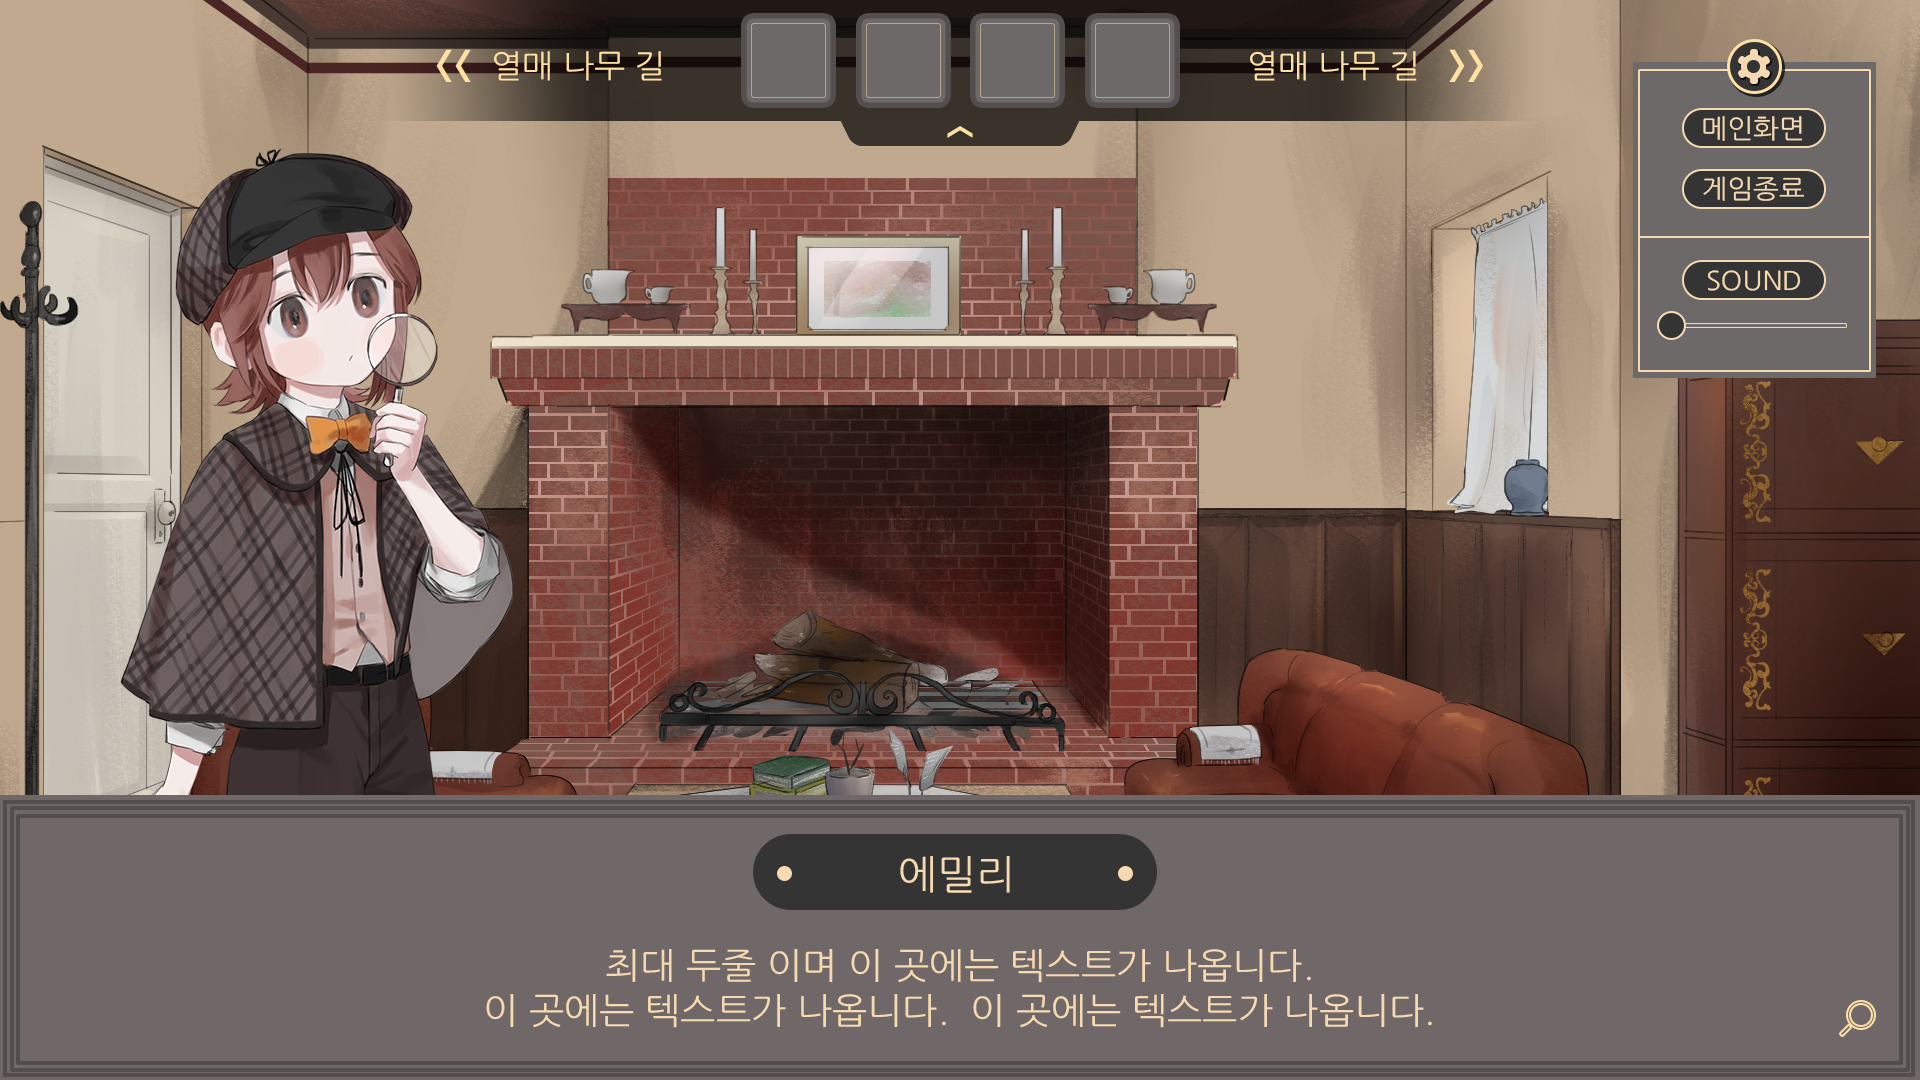 열매 나무 길
열매 나무 길
메인화면
게임종료
SOUND
에밀리
최대 두줄 이며 이 곳에는 텍스트가 나옵니다.
이 곳에는 텍스트가 나옵니다. 이 곳에는 텍스트가 나옵니다.